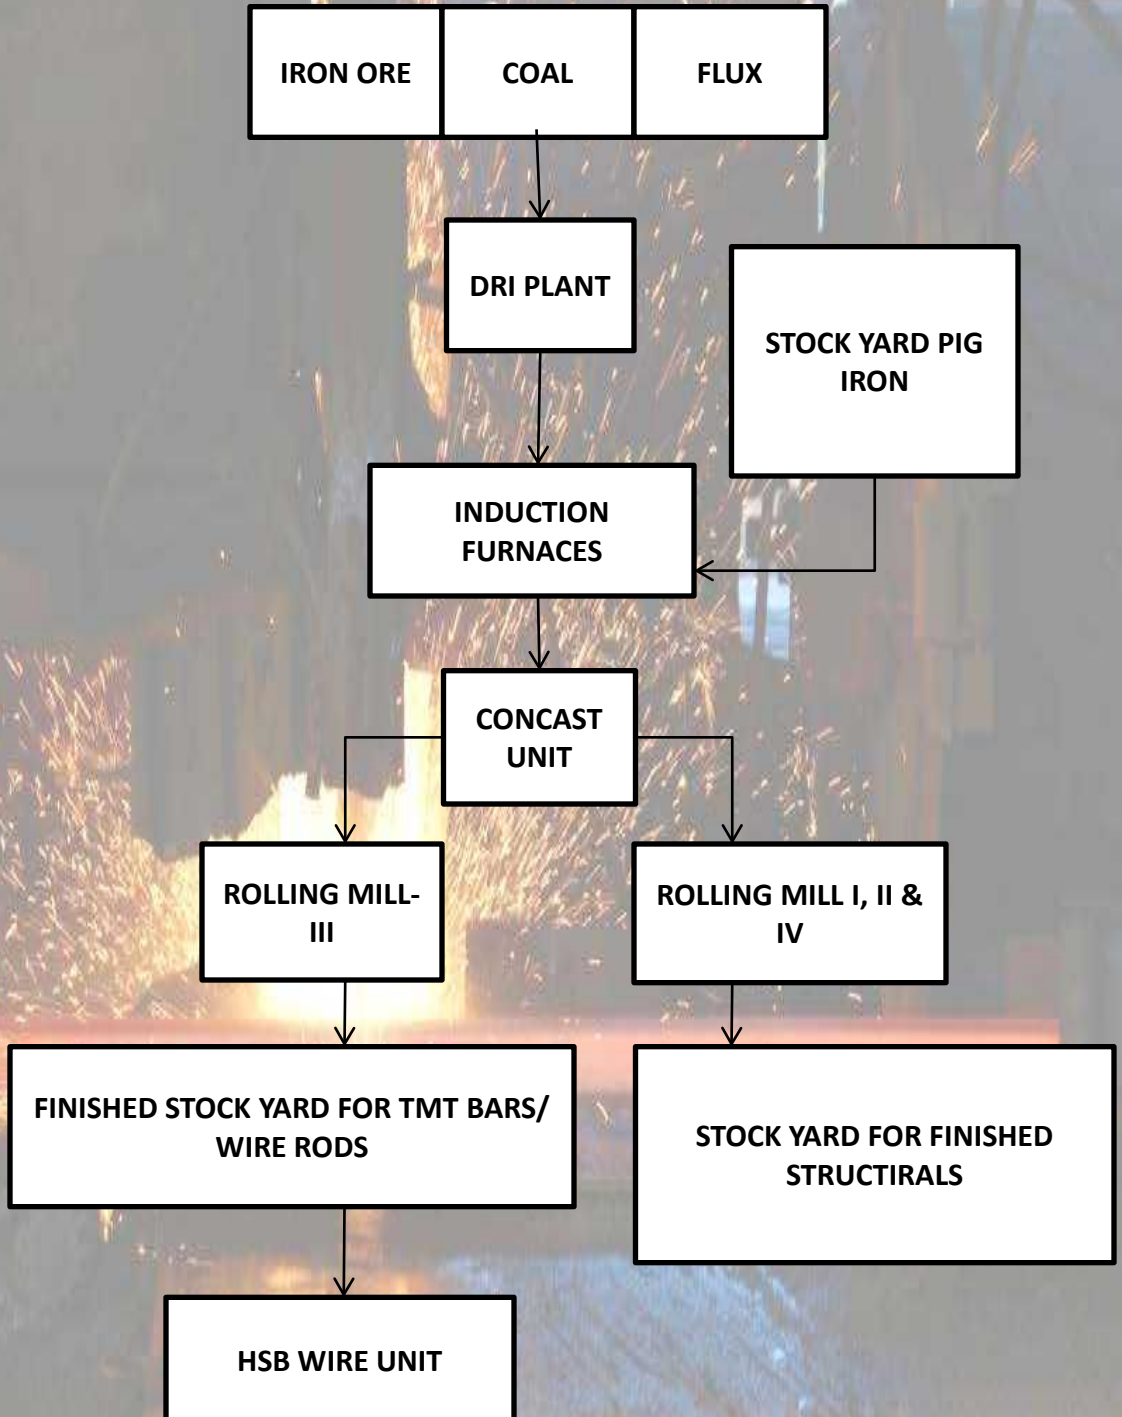 IRON ORE
COAL
FLUX
DRI PLANT
STOCK YARD PIG
IRON
INDUCTION
FURNACES
CONCAST
UNIT
ROLLING MILL-
III
ROLLING MILL I, II &
IV
FINISHED STOCK YARD FOR TMT BARS/
WIRE RODS
STOCK YARD FOR FINISHED
STRUCTIRALS
HSB WIRE UNIT